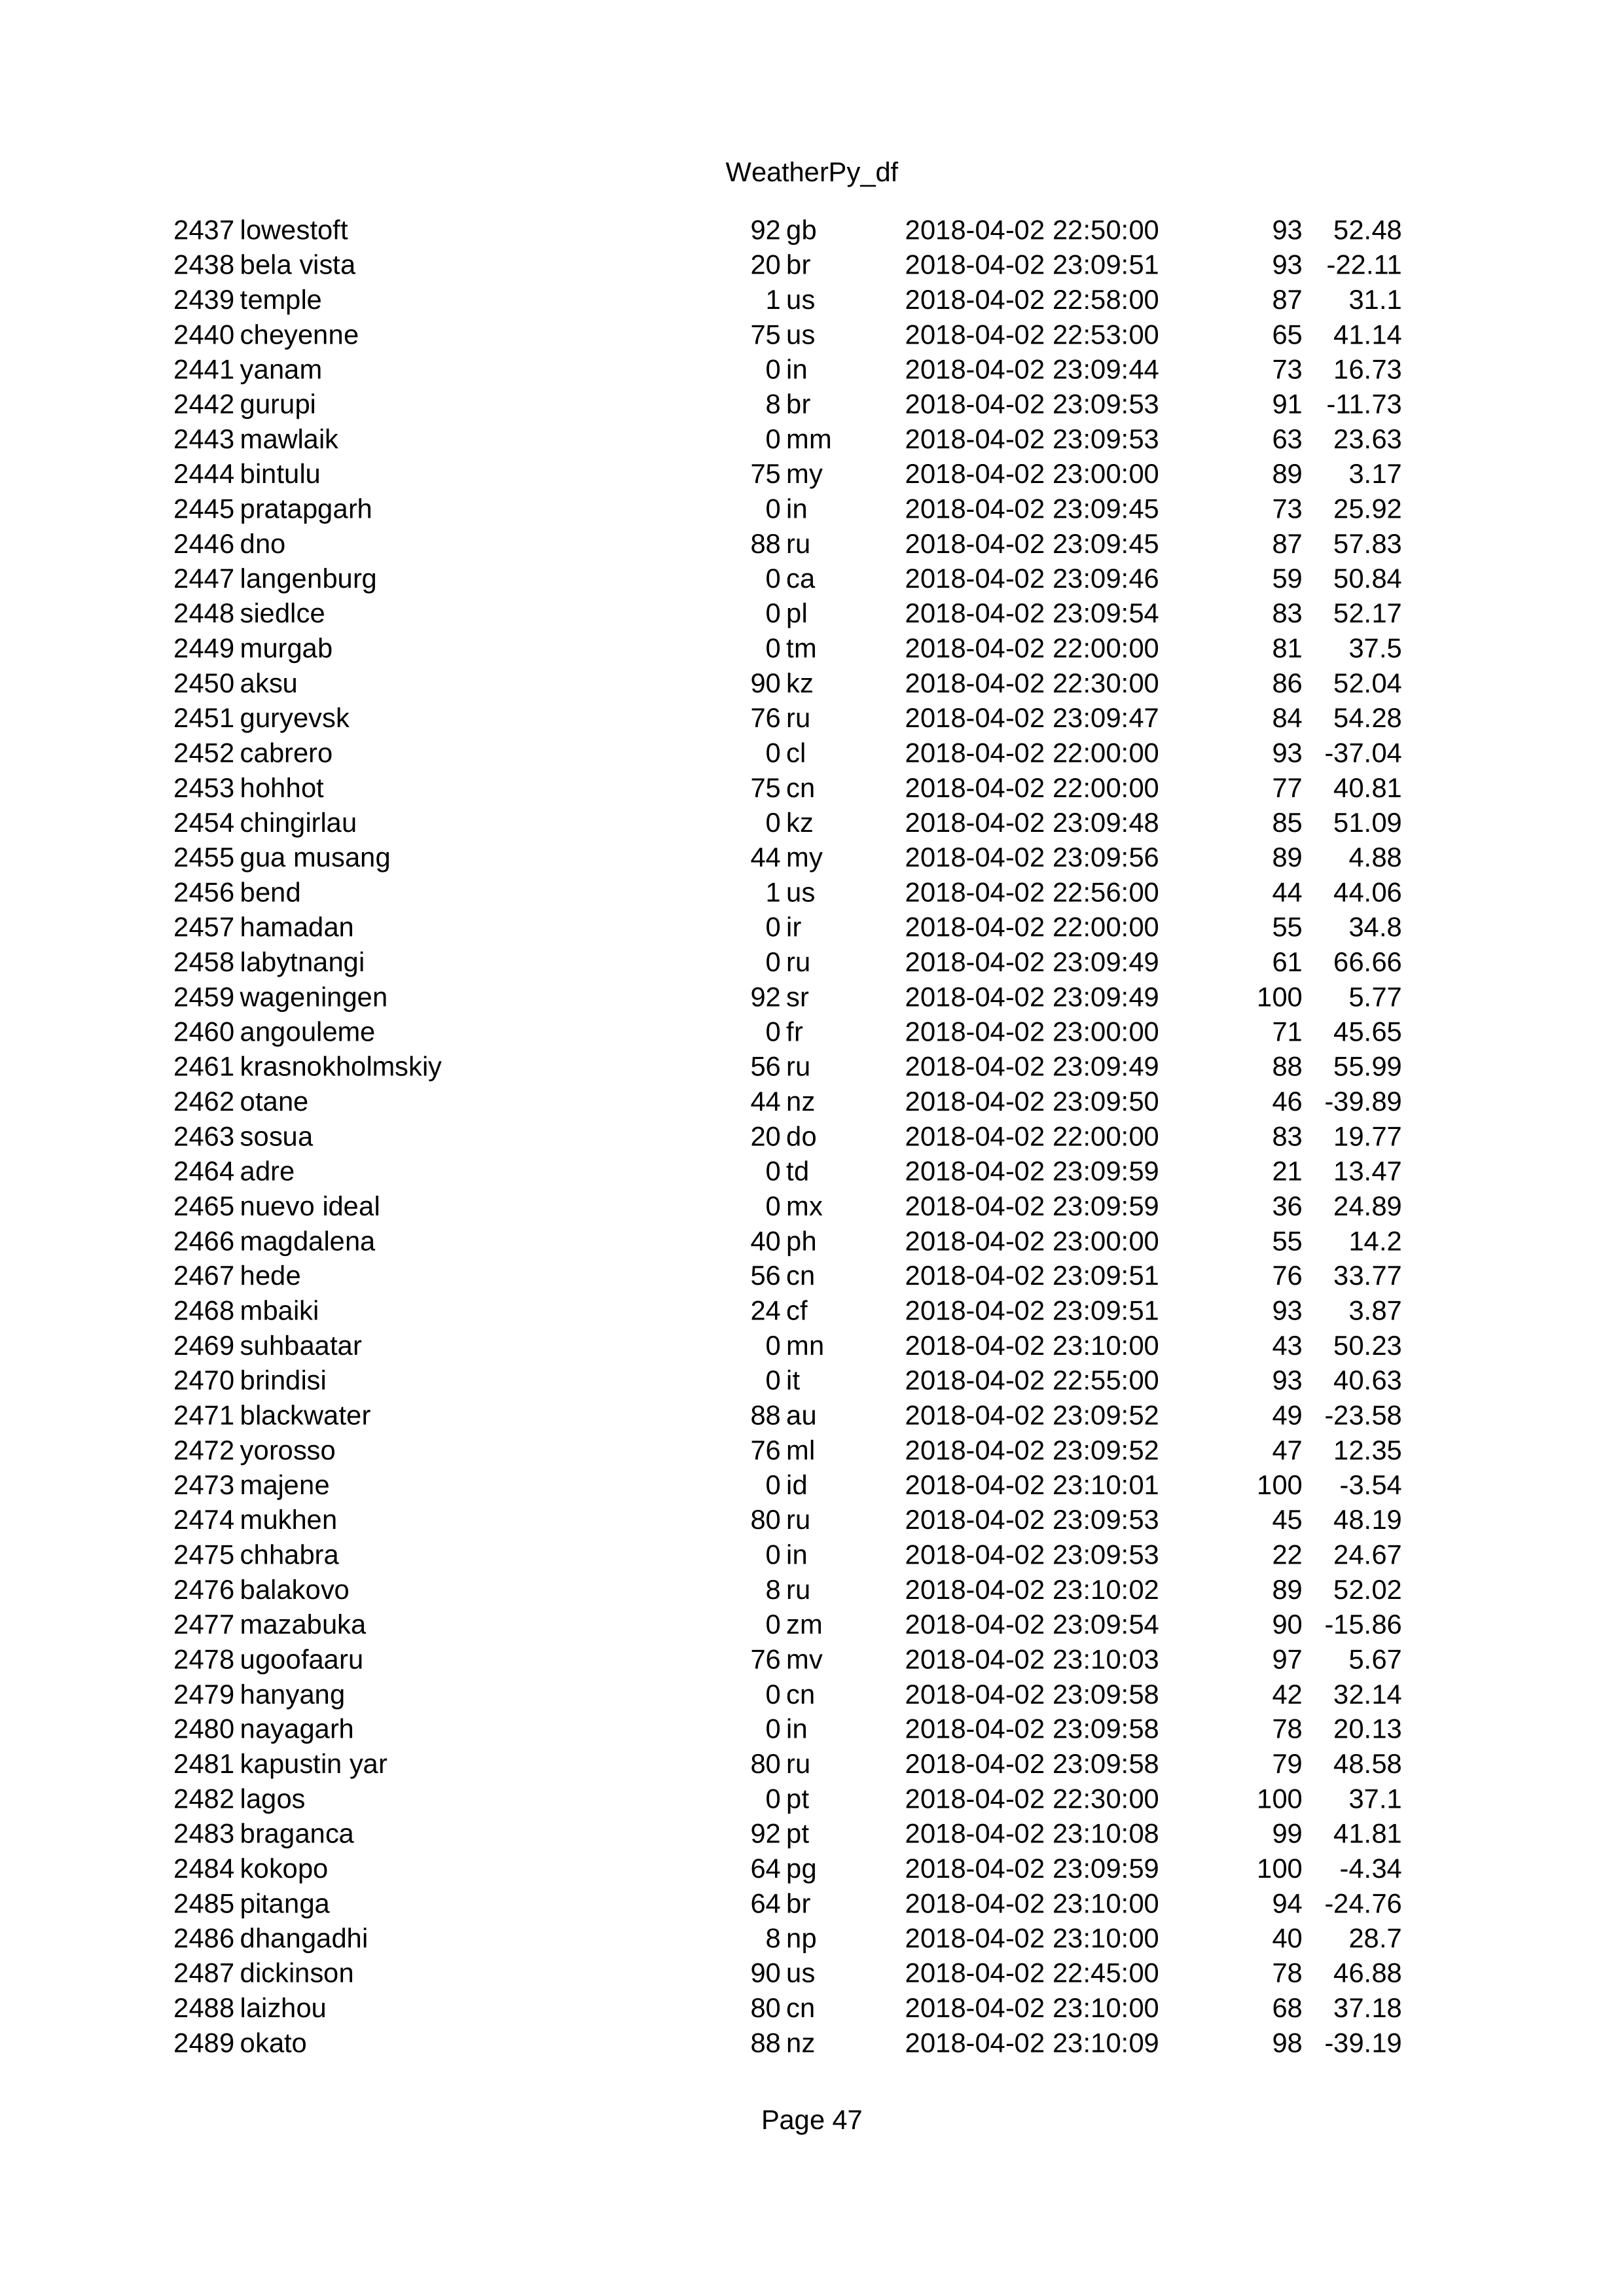 WeatherPy_df
2437 lowestoft 92 gb 2018-04-02 22:50:00 93 52.48
2438 bela vista 20 br 2018-04-02 23:09:51 93 -22.11
2439 temple 1 us 2018-04-02 22:58:00 87 31.1
2440 cheyenne 75 us 2018-04-02 22:53:00 65 41.14
2441 yanam 0 in 2018-04-02 23:09:44 73 16.73
2442 gurupi 8 br 2018-04-02 23:09:53 91 -11.73
2443 mawlaik 0 mm 2018-04-02 23:09:53 63 23.63
2444 bintulu 75 my 2018-04-02 23:00:00 89 3.17
2445 pratapgarh 0 in 2018-04-02 23:09:45 73 25.92
2446 dno 88 ru 2018-04-02 23:09:45 87 57.83
2447 langenburg 0 ca 2018-04-02 23:09:46 59 50.84
2448 siedlce 0 pl 2018-04-02 23:09:54 83 52.17
2449 murgab 0 tm 2018-04-02 22:00:00 81 37.5
2450 aksu 90 kz 2018-04-02 22:30:00 86 52.04
2451 guryevsk 76 ru 2018-04-02 23:09:47 84 54.28
2452 cabrero 0 cl 2018-04-02 22:00:00 93 -37.04
2453 hohhot 75 cn 2018-04-02 22:00:00 77 40.81
2454 chingirlau 0 kz 2018-04-02 23:09:48 85 51.09
2455 gua musang 44 my 2018-04-02 23:09:56 89 4.88
2456 bend 1 us 2018-04-02 22:56:00 44 44.06
2457 hamadan 0 ir 2018-04-02 22:00:00 55 34.8
2458 labytnangi 0 ru 2018-04-02 23:09:49 61 66.66
2459 wageningen 92 sr 2018-04-02 23:09:49 100 5.77
2460 angouleme 0 fr 2018-04-02 23:00:00 71 45.65
2461 krasnokholmskiy 56 ru 2018-04-02 23:09:49 88 55.99
2462 otane 44 nz 2018-04-02 23:09:50 46 -39.89
2463 sosua 20 do 2018-04-02 22:00:00 83 19.77
2464 adre 0 td 2018-04-02 23:09:59 21 13.47
2465 nuevo ideal 0 mx 2018-04-02 23:09:59 36 24.89
2466 magdalena 40 ph 2018-04-02 23:00:00 55 14.2
2467 hede 56 cn 2018-04-02 23:09:51 76 33.77
2468 mbaiki 24 cf 2018-04-02 23:09:51 93 3.87
2469 suhbaatar 0 mn 2018-04-02 23:10:00 43 50.23
2470 brindisi 0 it 2018-04-02 22:55:00 93 40.63
2471 blackwater 88 au 2018-04-02 23:09:52 49 -23.58
2472 yorosso 76 ml 2018-04-02 23:09:52 47 12.35
2473 majene 0 id 2018-04-02 23:10:01 100 -3.54
2474 mukhen 80 ru 2018-04-02 23:09:53 45 48.19
2475 chhabra 0 in 2018-04-02 23:09:53 22 24.67
2476 balakovo 8 ru 2018-04-02 23:10:02 89 52.02
2477 mazabuka 0 zm 2018-04-02 23:09:54 90 -15.86
2478 ugoofaaru 76 mv 2018-04-02 23:10:03 97 5.67
2479 hanyang 0 cn 2018-04-02 23:09:58 42 32.14
2480 nayagarh 0 in 2018-04-02 23:09:58 78 20.13
2481 kapustin yar 80 ru 2018-04-02 23:09:58 79 48.58
2482 lagos 0 pt 2018-04-02 22:30:00 100 37.1
2483 braganca 92 pt 2018-04-02 23:10:08 99 41.81
2484 kokopo 64 pg 2018-04-02 23:09:59 100 -4.34
2485 pitanga 64 br 2018-04-02 23:10:00 94 -24.76
2486 dhangadhi 8 np 2018-04-02 23:10:00 40 28.7
2487 dickinson 90 us 2018-04-02 22:45:00 78 46.88
2488 laizhou 80 cn 2018-04-02 23:10:00 68 37.18
2489 okato 88 nz 2018-04-02 23:10:09 98 -39.19
Page 47